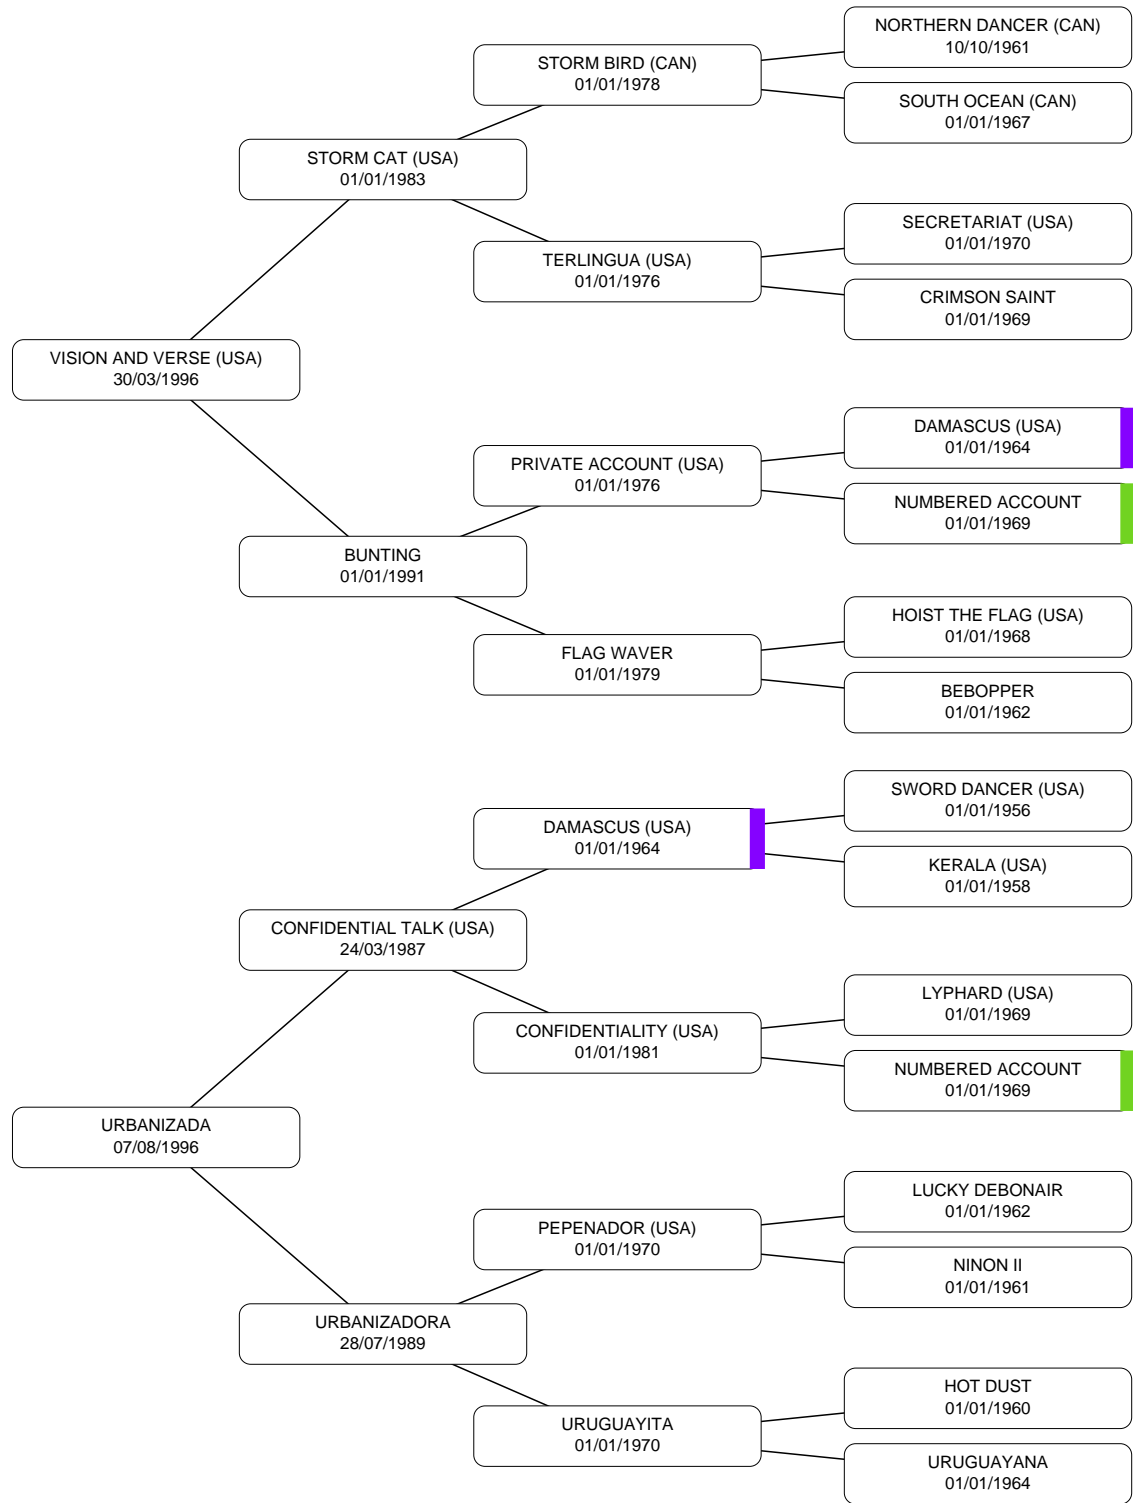 NORTHERN DANCER (CAN)
10/10/1961
STORM BIRD (CAN)
01/01/1978
SOUTH OCEAN (CAN)
01/01/1967
STORM CAT (USA)
01/01/1983
SECRETARIAT (USA)
01/01/1970
TERLINGUA (USA)
01/01/1976
CRIMSON SAINT
01/01/1969
VISION AND VERSE (USA)
30/03/1996
DAMASCUS (USA)
01/01/1964
PRIVATE ACCOUNT (USA)
01/01/1976
NUMBERED ACCOUNT
01/01/1969
BUNTING
01/01/1991
HOIST THE FLAG (USA)
01/01/1968
FLAG WAVER
01/01/1979
BEBOPPER
01/01/1962
SWORD DANCER (USA)
01/01/1956
DAMASCUS (USA)
01/01/1964
KERALA (USA)
01/01/1958
CONFIDENTIAL TALK (USA)
24/03/1987
LYPHARD (USA)
01/01/1969
CONFIDENTIALITY (USA)
01/01/1981
NUMBERED ACCOUNT
01/01/1969
URBANIZADA
07/08/1996
LUCKY DEBONAIR
01/01/1962
PEPENADOR (USA)
01/01/1970
NINON II
01/01/1961
URBANIZADORA
28/07/1989
HOT DUST
01/01/1960
URUGUAYITA
01/01/1970
URUGUAYANA
01/01/1964